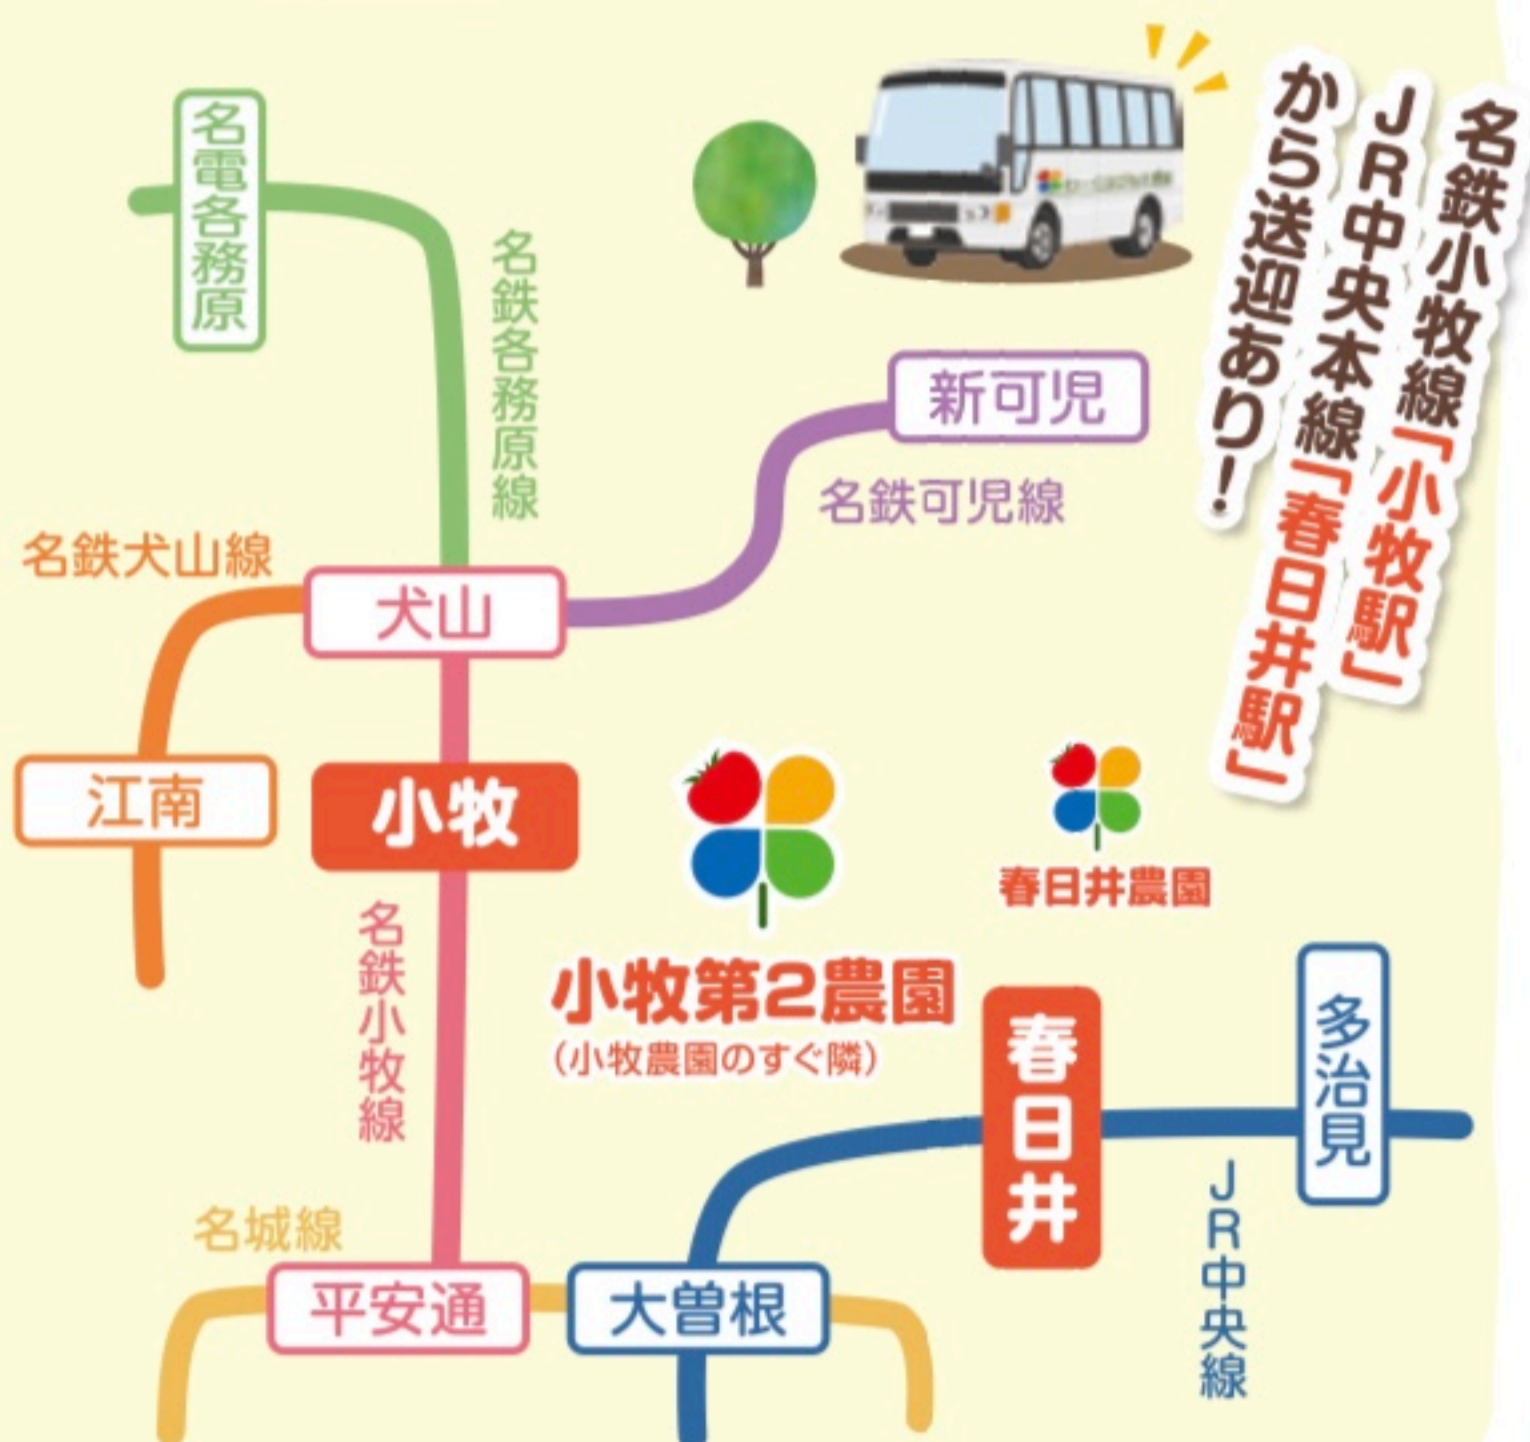 名鉄小牧線「小牧駅」
JR中央本線「春日井駅」
から送迎あり!
名電各務原
名鉄各務原線
新可児
名鉄可児線
名鉄犬山線
犬山
江南
小牧
名鉄小牧線
小牧第2農園
(小牧農園のすぐ隣)
春日井農園
春日井
多治見
JR中央線
名城線
平安通
大曽根